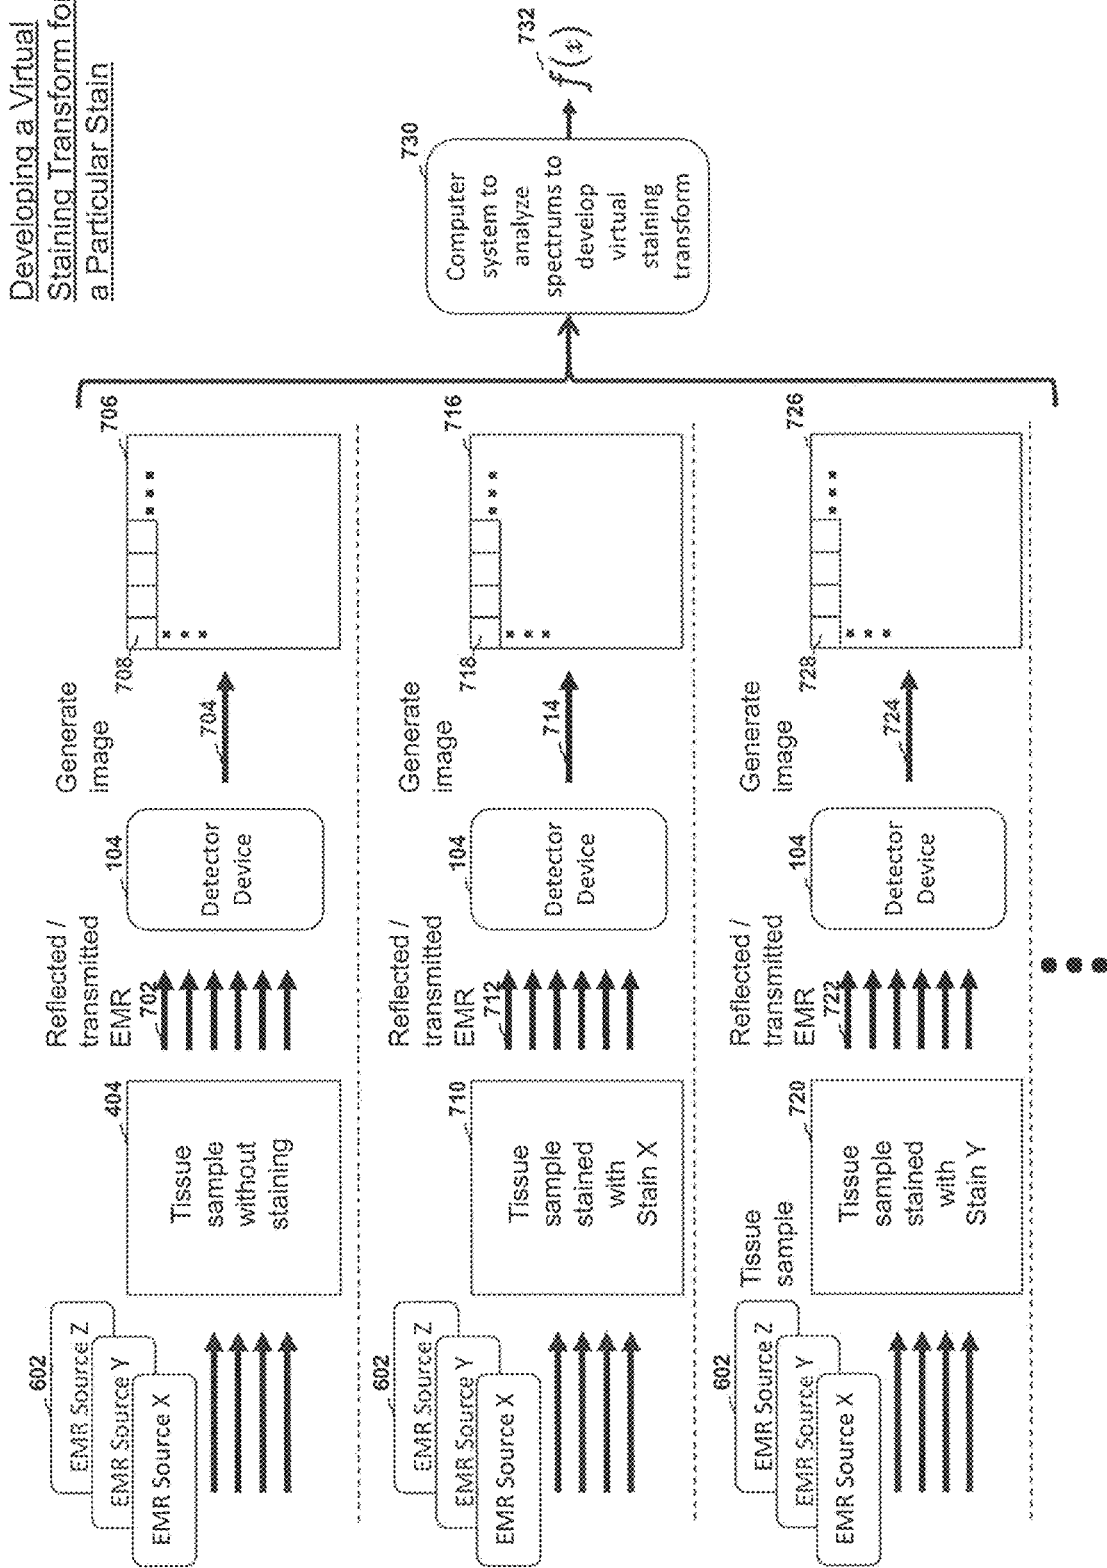 Developing a Virtual
Staining Transform for
a Particular Stain
602
EMR Source Z
EMR Source Y
EMR Source X
404
Tissue
sample
without
staining
Reflected /
transmitted
EMR
702
104
Detector
Device
Generate
image
704
708
706
602
EMR Source Z
EMR Source Y
EMR Source X
710
Tissue
sample
stained
with
Stain X
Reflected /
transmitted
EMR
712
104
Detector
Device
Generate
image
714
718
716
602
EMR Source Z
EMR Source Y
EMR Source X
Tissue
sample
720
Tissue
sample
stained
with
Stain Y
Reflected /
transmitted
EMR
722
104
Detector
Device
Generate
image
724
728
726
730
Computer
system to
analyze
spectrums to
develop
virtual
staining
transform
732
f(x)